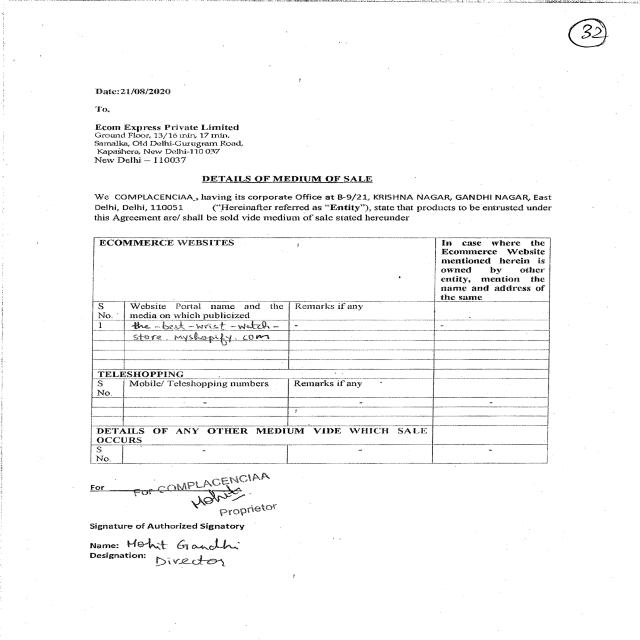 32
Date:21/08/2020
To,
Ecom Express Private Limited
Ground Floor, 13/16 min, 17 min,
Samalka, Old Delhi-Gurugram Road,
Kapashera, New Delhi-110 037
New Delhi – 110037
DETAILS OF MEDIUM OF SALE
We COMPLACENCIAA , having its corporate Office at B-9/21, KRISHNA NAGAR, GANDHI NAGAR, East
Delhi, Delhi, 110051 ("Hereinafter referred as "Entity"), state that products to be entrusted under
this Agreement are/ shall be sold vide medium of sale stated hereunder
ECOMMERCE WEBSITES
In case where the
Ecommerce Website
mentioned herein is
owned by other
entity, mention the
name and address of
the same
S No. Website Portal name and the Remarks if any
media on which publicized
1 the-best-wrist-watch- - -
store.myshopify.com
TELESHOPPING
S No. Mobile/ Teleshopping numbers Remarks if any
- - -
DETAILS OF ANY OTHER MEDIUM VIDE WHICH SALE
OCCURS
S No. - - -
For For COMPLACENCIAA
Mohit
Proprietor
Signature of Authorized Signatory
Name: Mohit Gandhi
Designation: Director